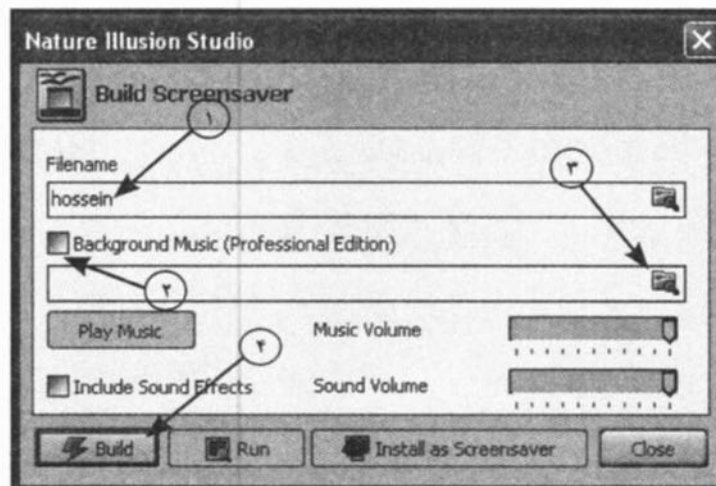 Nature Illusion Studio
Build Screensaver
۱
Filename
۳
hossein
Background Music (Professional Edition)
۲
Play Music
Music Volume
۴
Include Sound Effects
Sound Volume
Build
Run
Install as Screensaver
Close